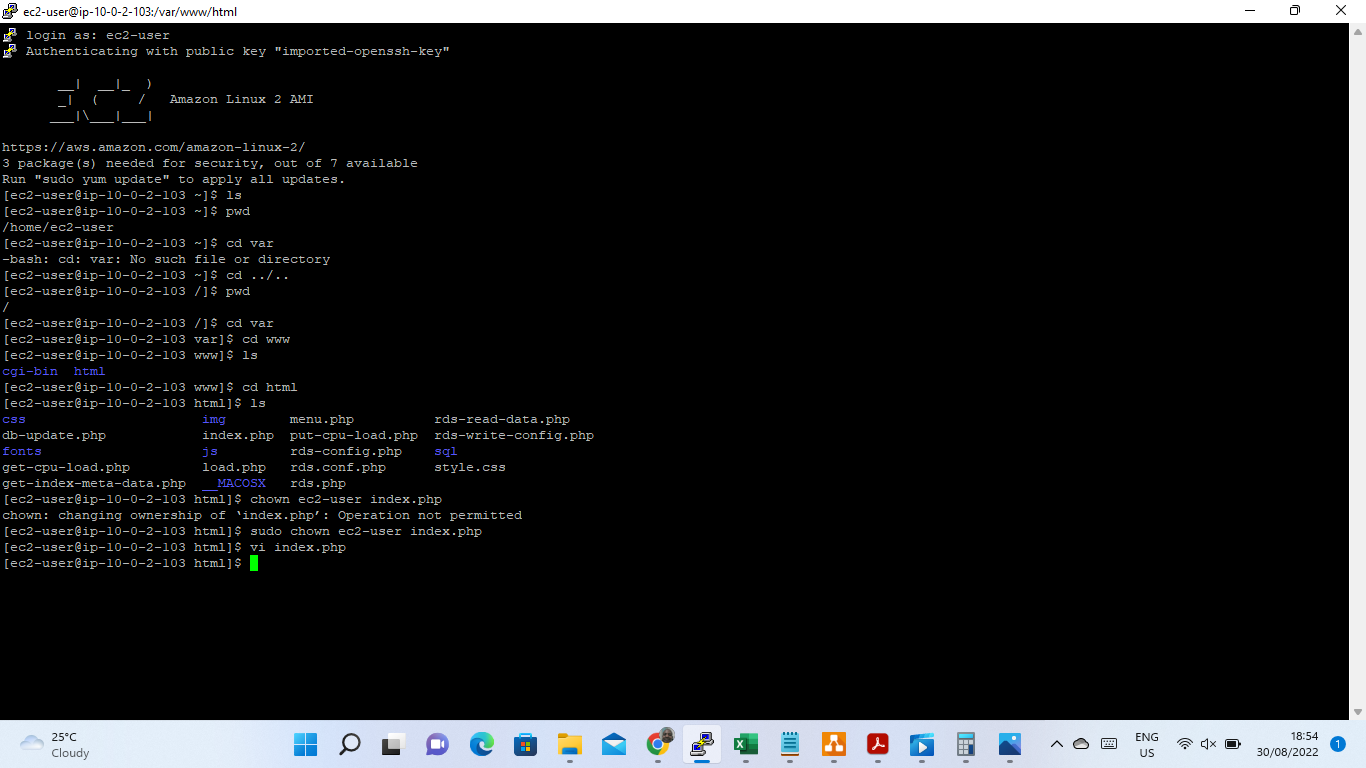 ec2-user@ip-10-0-2-103:/var/www/html
login as: ec2-user
Authenticating with public key "imported-openssh-key"
__|  __|_  )
_|  (     /   Amazon Linux 2 AMI
___|\___|___|
https://aws.amazon.com/amazon-linux-2/
3 package(s) needed for security, out of 7 available
Run "sudo yum update" to apply all updates.
[ec2-user@ip-10-0-2-103 ~]$ ls
[ec2-user@ip-10-0-2-103 ~]$ pwd
/home/ec2-user
[ec2-user@ip-10-0-2-103 ~]$ cd var
-bash: cd: var: No such file or directory
[ec2-user@ip-10-0-2-103 ~]$ cd ../..
[ec2-user@ip-10-0-2-103 /]$ pwd
/
[ec2-user@ip-10-0-2-103 /]$ cd var
[ec2-user@ip-10-0-2-103 var]$ cd www
[ec2-user@ip-10-0-2-103 www]$ ls
cgi-bin  html
[ec2-user@ip-10-0-2-103 www]$ cd html
[ec2-user@ip-10-0-2-103 html]$ ls
css                      img        menu.php          rds-read-data.php
db-update.php            index.php  put-cpu-load.php  rds-write-config.php
fonts                    js         rds-config.php    sql
get-cpu-load.php         load.php   rds.conf.php      style.css
get-index-meta-data.php  __MACOSX   rds.php
[ec2-user@ip-10-0-2-103 html]$ chown ec2-user index.php
chown: changing ownership of ‘index.php’: Operation not permitted
[ec2-user@ip-10-0-2-103 html]$ sudo chown ec2-user index.php
[ec2-user@ip-10-0-2-103 html]$ vi index.php
[ec2-user@ip-10-0-2-103 html]$
25°C
Cloudy
ENG
US
18:54
30/08/2022
1